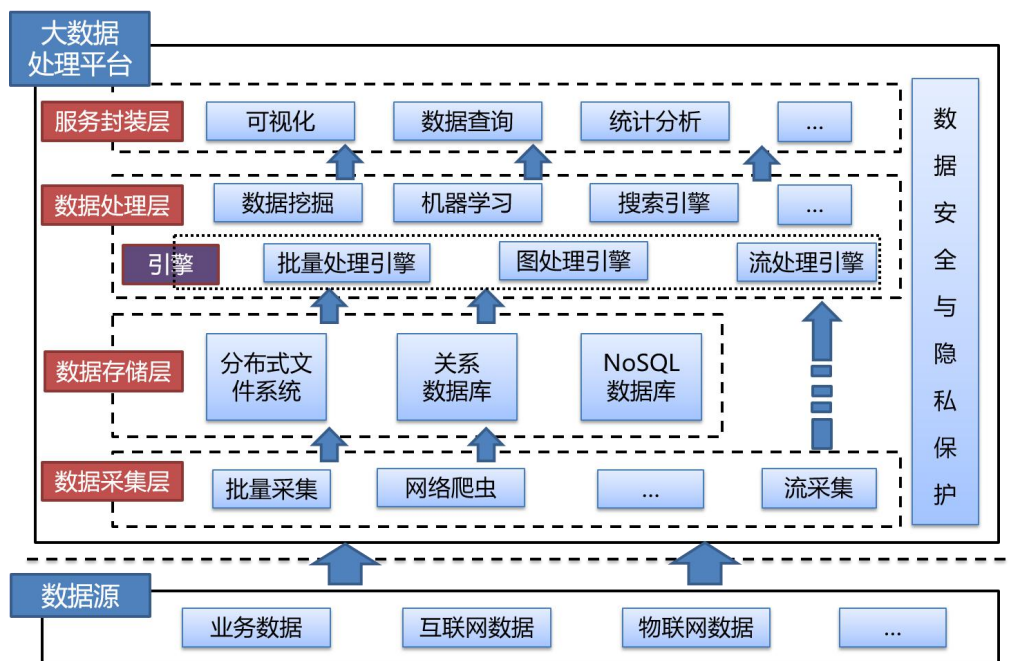 大数据
处理平台
服务封装层
可视化
数据查询
统计分析
...
数据处理层
数据挖掘
机器学习
搜索引擎
...
引擎
批量处理引擎
图处理引擎
流处理引擎
数据存储层
分布式文
件系统
关系
数据库
NoSQL
数据库
数据采集层
批量采集
网络爬虫
...
流采集
数
据
安
全
与
隐
私
保
护
数据源
业务数据
互联网数据
物联网数据
...